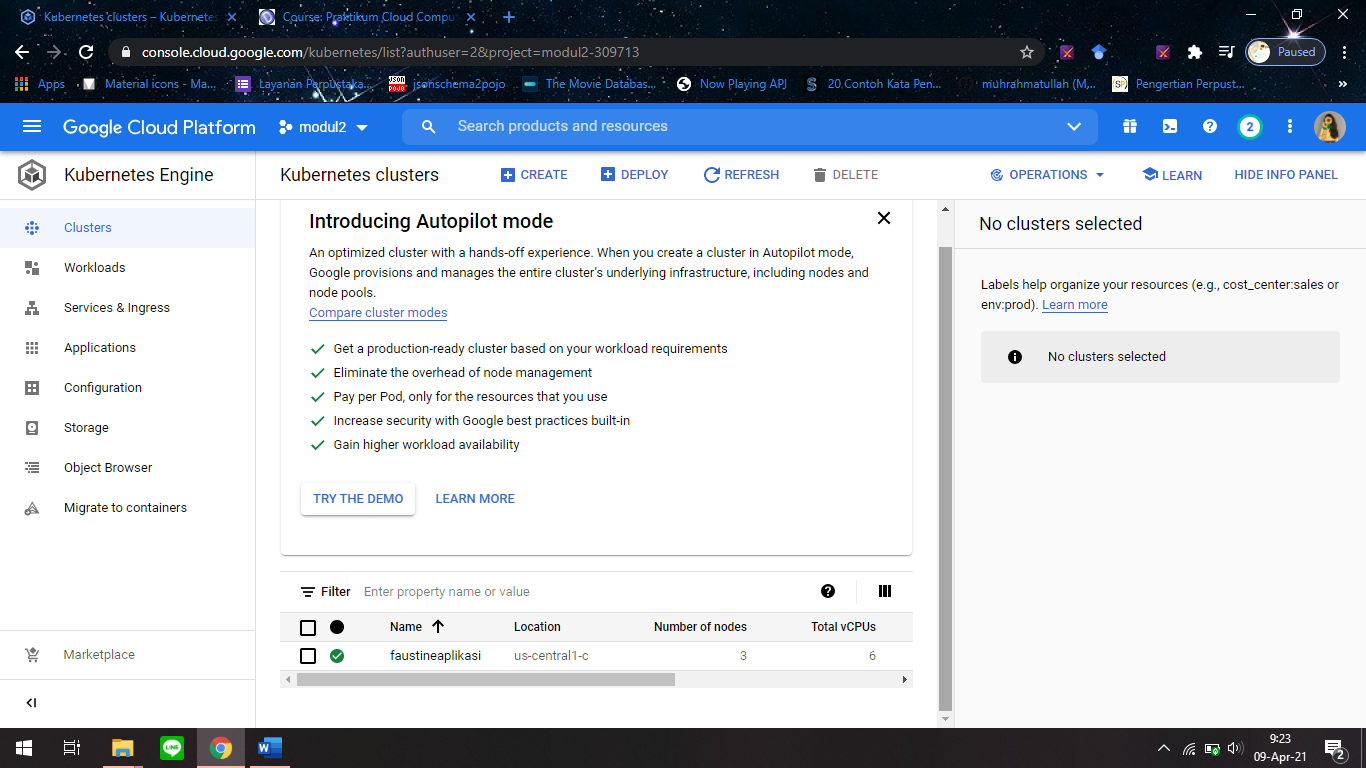 Kubernetes clusters – Kubernetes
Course: Praktikum Cloud Comput
console.cloud.google.com/kubernetes/list?authuser=2&project=modul2-309713
Paused
Apps
Material icons - Ma...
Layanan Perpustaka...
JSON
POJO
jsonschema2pojo
The Movie Databas...
Now Playing API
20 Contoh Kata Pen...
muhrahmatullah (M...
Pengertian Perpust...
»
Google Cloud Platform
modul2
Search products and resources
2
Kubernetes Engine
Kubernetes clusters
CREATE
DEPLOY
REFRESH
DELETE
OPERATIONS
LEARN
HIDE INFO PANEL
Clusters
Workloads
Services & Ingress
Applications
Configuration
Storage
Object Browser
Migrate to containers
Marketplace
Introducing Autopilot mode
An optimized cluster with a hands-off experience. When you create a cluster in Autopilot mode,
Google provisions and manages the entire cluster's underlying infrastructure, including nodes and
node pools.
Compare cluster modes
Get a production-ready cluster based on your workload requirements
Eliminate the overhead of node management
Pay per Pod, only for the resources that you use
Increase security with Google best practices built-in
Gain higher workload availability
TRY THE DEMO
LEARN MORE
Filter
Enter property name or value
Name
Location
Number of nodes
Total vCPUs
faustineaplikasi
us-central1-c
3
6
No clusters selected
Labels help organize your resources (e.g., cost_center:sales or
env:prod). Learn more
No clusters selected
LINE
W
9:23
09-Apr-21
2